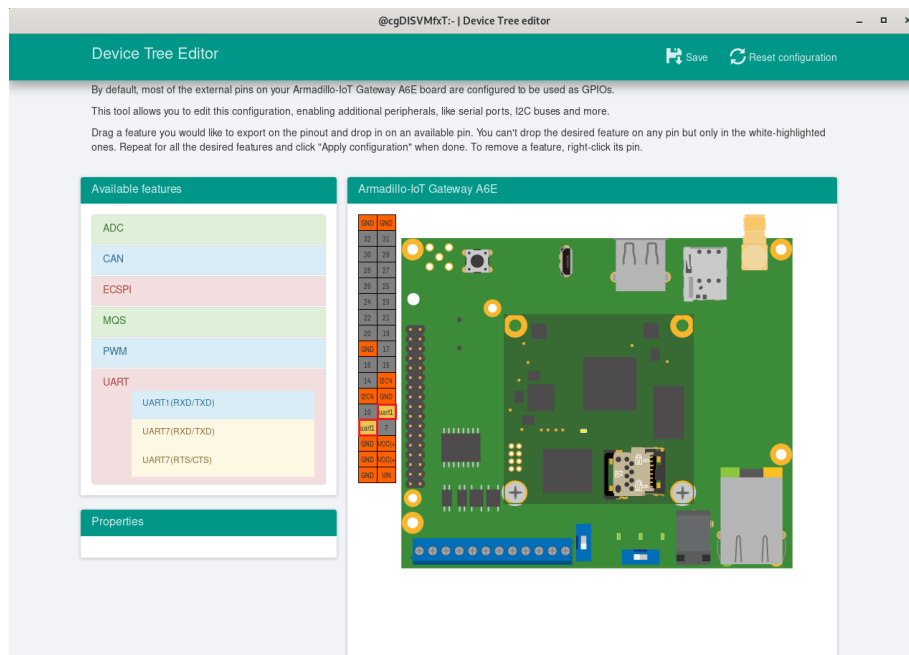 @cgDISVMfxT:~ | Device Tree editor
Device Tree Editor
Save
Reset configuration
By default, most of the external pins on your Armadillo-IoT Gateway A6E board are configured to be used as GPIOs.
This tool allows you to edit this configuration, enabling additional peripherals, like serial ports, I2C buses and more.
Drag a feature you would like to export on the pinout and drop in on an available pin. You can't drop the desired feature on any pin but only in the white-highlighted
ones. Repeat for all the desired features and click "Apply configuration" when done. To remove a feature, right-click its pin.
Available features
ADC
CAN
ECSPI
MQS
PWM
UART
UART1(RXD/TXD)
UART7(RXD/TXD)
UART7(RTS/CTS)
Properties
Armadillo-IoT Gateway A6E
GND GND
32 31
30 29
28 27
26 25
24 23
22 21
20 19
GND 17
16 15
14 I2C4
I2C4 GND
10 uart1
uart1 7
GND VCC(+
GND VCC(+
GND VIN